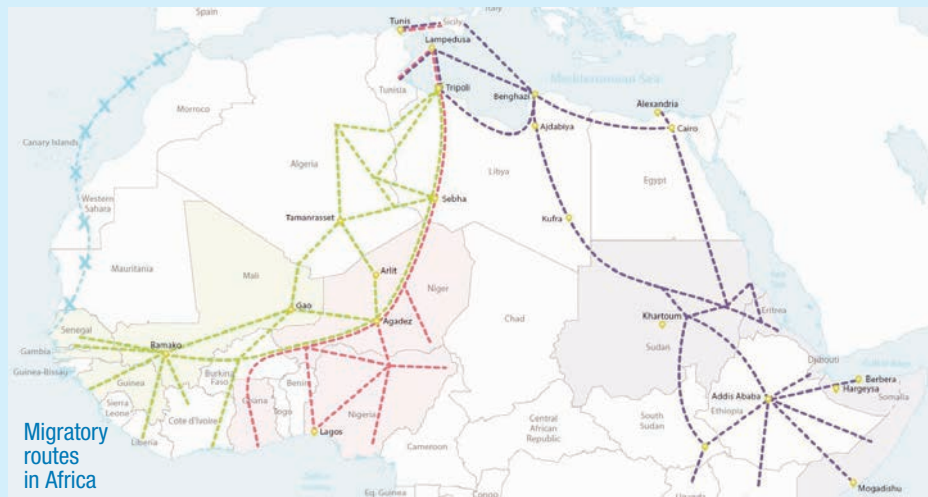 Spain
Tunis
Sicily
Italy
Lampedusa
Mediterranean Sea
Tunisia
Tripoli
Benghazi
Alexandria
Morroco
Ajdabiya
Cairo
Canary Islands
Algeria
Libya
Egypt
Western
Sahara
Sebha
Tamanrasset
Kufra
Mauritania
Mali
Arlit
Niger
Chad
Gao
Agadez
Khartoum
Sudan
Eritrea
Senegal
Gambia
Bamako
Guinea-Bissau
Guinea
Burkina
Faso
Benin
Djibouti
Berbera
Hargeysa
Somalia
Sierra
Leone
Cote d'Ivoire
Ghana
Togo
Nigeria
Addis Ababa
Ethiopia
Liberia
Lagos
Cameroon
Central
African
Republic
South
Sudan
Migratory
routes
in Africa
Eq. Guinea
Congo
Uganda
Mogadishu